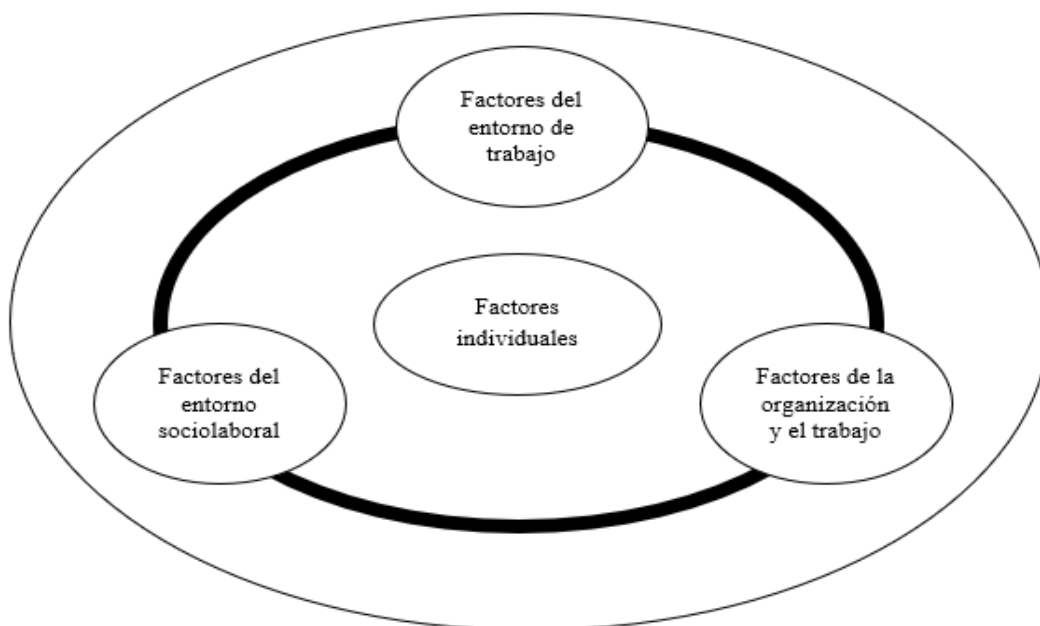 Factores del
entorno de
trabajo
Factores
individuales
Factores del
entorno
sociolaboral
Factores de la
organización
y el trabajo